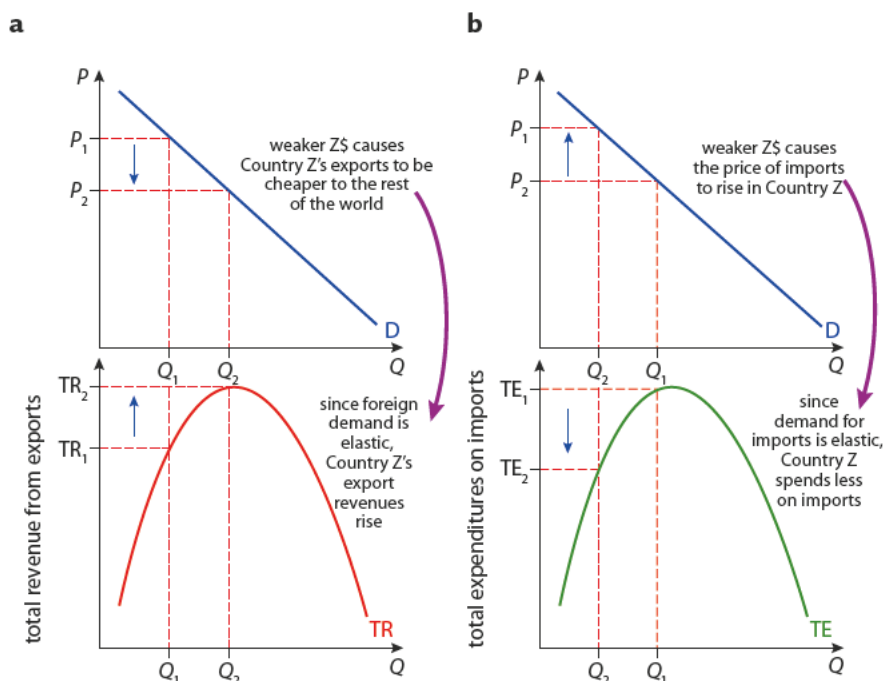 a
P
P1
P2
weaker Z$ causes
Country Z's exports to be
cheaper to the rest
of the world
D
Q1
Q2
Q
total revenue from exports
TR2
TR1
since foreign
demand is
elastic,
Country Z's
export
revenues
rise
TR
Q1
Q2
Q
b
P
P1
P2
weaker Z$ causes
the price of imports
to rise in Country Z
D
Q2
Q1
Q
total expenditures on imports
TE1
TE2
since
demand for
imports is elastic,
Country Z
spends less
on imports
TE
Q2
Q1
Q